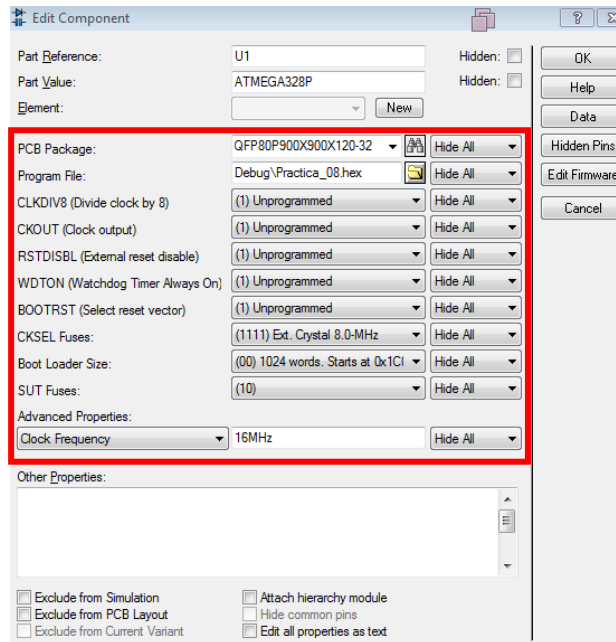 Edit Component
Part Reference: U1 Hidden: OK
Part Value: ATMEGA328P Hidden: Help
Element: New Data
PCB Package: QFP80P900X900X120-32 Hide All Hidden Pins
Program File: Debug\Practica_08.hex Hide All Edit Firmware
CLKDIV8 (Divide clock by 8) (1) Unprogrammed Hide All Cancel
CKOUT (Clock output) (1) Unprogrammed Hide All
RSTDISBL (External reset disable) (1) Unprogrammed Hide All
WDTON (Watchdog Timer Always On) (1) Unprogrammed Hide All
BOOTRST (Select reset vector) (1) Unprogrammed Hide All
CKSEL Fuses: (1111) Ext. Crystal 8.0-MHz Hide All
Boot Loader Size: (00) 1024 words. Starts at Hide All
SUT Fuses: (10) Hide All
Advanced Properties:
Clock Frequency 16MHz Hide All
Other Properties:
Exclude from Simulation Attach hierarchy module
Exclude from PCB Layout Hide common pins
Exclude from Current Variant Edit all properties as text